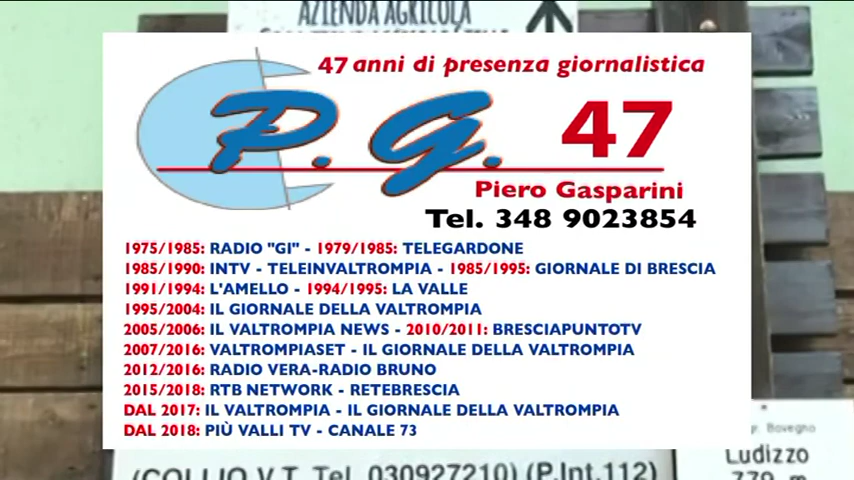 AZIENDA AGRICOLA
47 anni di presenza giornalistica
P. G. 47
Piero Gasparini
Tel. 348 9023854
1975/1985: RADIO "GI" - 1979/1985: TELEGARDONE
1985/1990: INTV - TELEINVALTROMPIA - 1985/1995: GIORNALE DI BRESCIA
1991/1994: L'AMELLO - 1994/1995: LA VALLE
1995/2004: IL GIORNALE DELLA VALTROMPIA
2005/2006: IL VALTROMPIA NEWS - 2010/2011: BRESCIAPUNTOTV
2007/2016: VALTROMPIASET - IL GIORNALE DELLA VALTROMPIA
2012/2016: RADIO VERA-RADIO BRUNO
2015/2018: RTB NETWORK - RETEBRESCIA
DAL 2017: IL VALTROMPIA - IL GIORNALE DELLA VALTROMPIA
DAL 2018: PIÙ VALLI TV - CANALE 73
Bovegno
Ludizzo
779 m
(COLLIO V.T. Tel. 030927210) (P.Int.112)